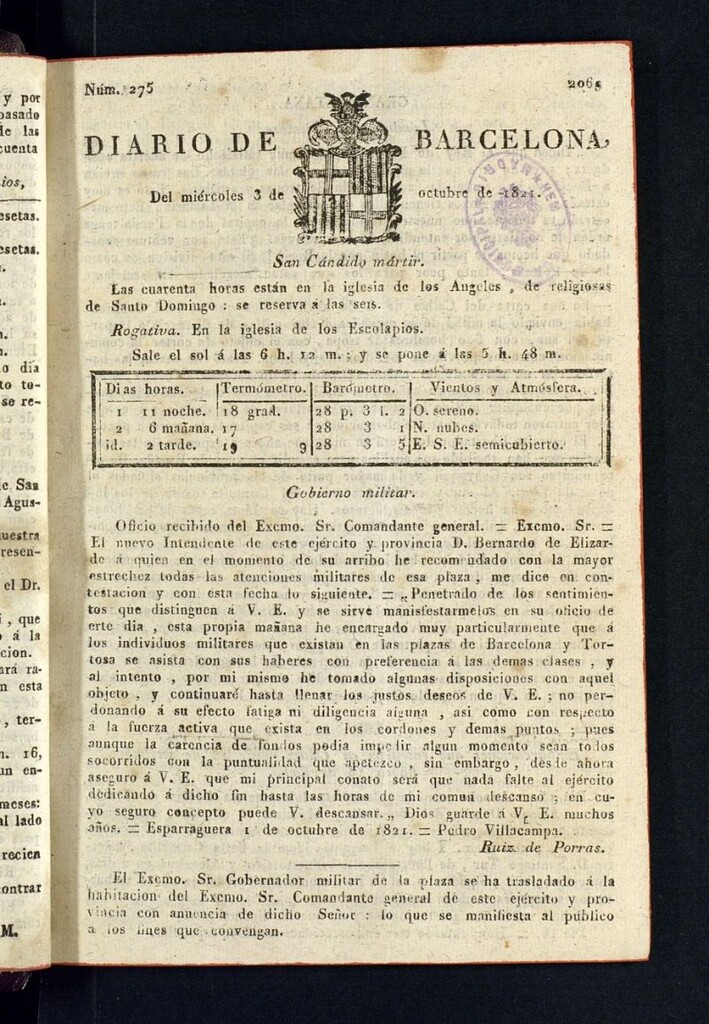 Núm. 275
2065
DIARIO DE BARCELONA,
Del miércoles 3 de octubre de 1821.
San Cándido mártir.
Las cuarenta horas están en la iglesia de los Angeles, de religiosas
de Santo Domingo: se reserva á las seis.
Rogativa. En la iglesia de los Escolapios.
Sale el sol á las 6 h. 12 m.; y se pone á las 5 h. 48 m.
Dias horas. Termómetro. Barómetro. Vientos y Atmósfera.
1 11 noche. 18 grad. 28 p. 3 l. 2 O. sereno.
2 6 mañana. 17 28 3 1 N. nubes.
id. 2 tarde. 19 9 28 3 5 E. S. E. semicubierto.
Gobierno militar.
Oficio recibido del Excmo. Sr. Comandante general. = Excmo. Sr. =
El nuevo Intendente de este ejército y provincia D. Bernardo de Elizar-
de á quien en el momento de su arribo he recomendado con la mayor
estrechez todas las atenciones militares de esa plaza, me dice en con-
testacion y con esta fecha lo siguiente. = „Penetrado de los sentimien-
tos que distinguen á V. E. y se sirve manisfestarmelos en su oficio de
erte dia, esta propia mañana he encargado muy particularmente que á
los individuos militares que existan en las plazas de Barcelona y Tor-
tosa se asista con sus haberes con preferencia á las demas clases, y
al intento, por mi mismo he tomado algunas disposiciones con aquel
objeto, y continuaré hasta llenar los justos deseos de V. E.; no per-
donando á su efecto fatiga ni diligencia alguna, asi como con respecto
á la fuerza activa que exista en los cordones y demas puntos; pues
aunque la carencia de fondos podia impedir algun momento sean todos
socorridos con la puntualidad que apetezco, sin embargo, desde ahora
aseguro á V. E. que mi principal conato será que nada falte al ejército
dedicando á dicho fin hasta las horas de mi comun descanso; en cu-
yo seguro concepto puede V. descansar.„ Dios guarde á V. E. muchos
años. = Esparraguera 1 de octubre de 1821. = Pedro Villacampa.
Ruiz de Porras.
El Excmo. Sr. Gobernador militar de la plaza se ha trasladado á la
habitacion del Excmo. Sr. Comandante general de este ejército y pro-
vincia con anuencia de dicho Señor: lo que se manifiesta al público
a los fines que convengan.